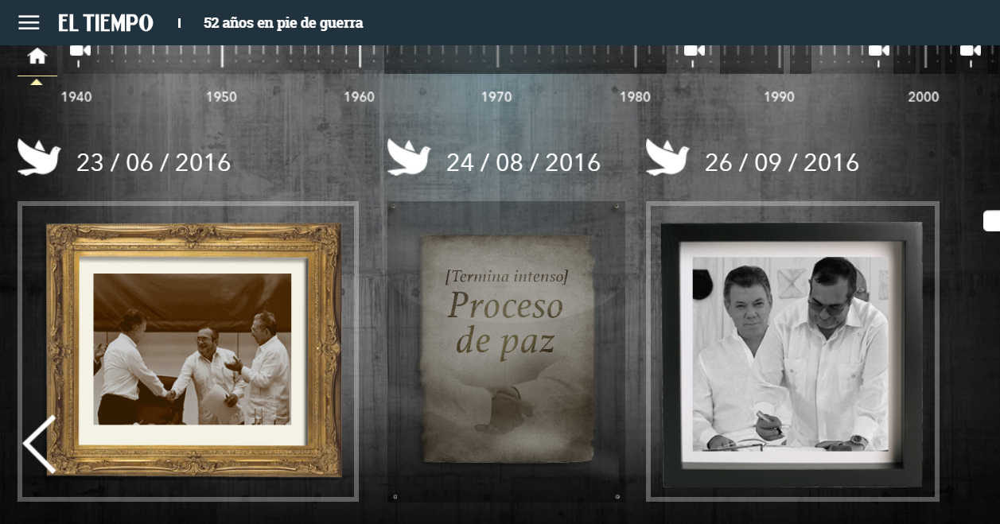 EL TIEMPO 52 años en pie de guerra
1940 1950 1960 1970 1980 1990 2000
23 / 06 / 2016 24 / 08 / 2016 26 / 09 / 2016
[Termina intenso]
Proceso
de paz